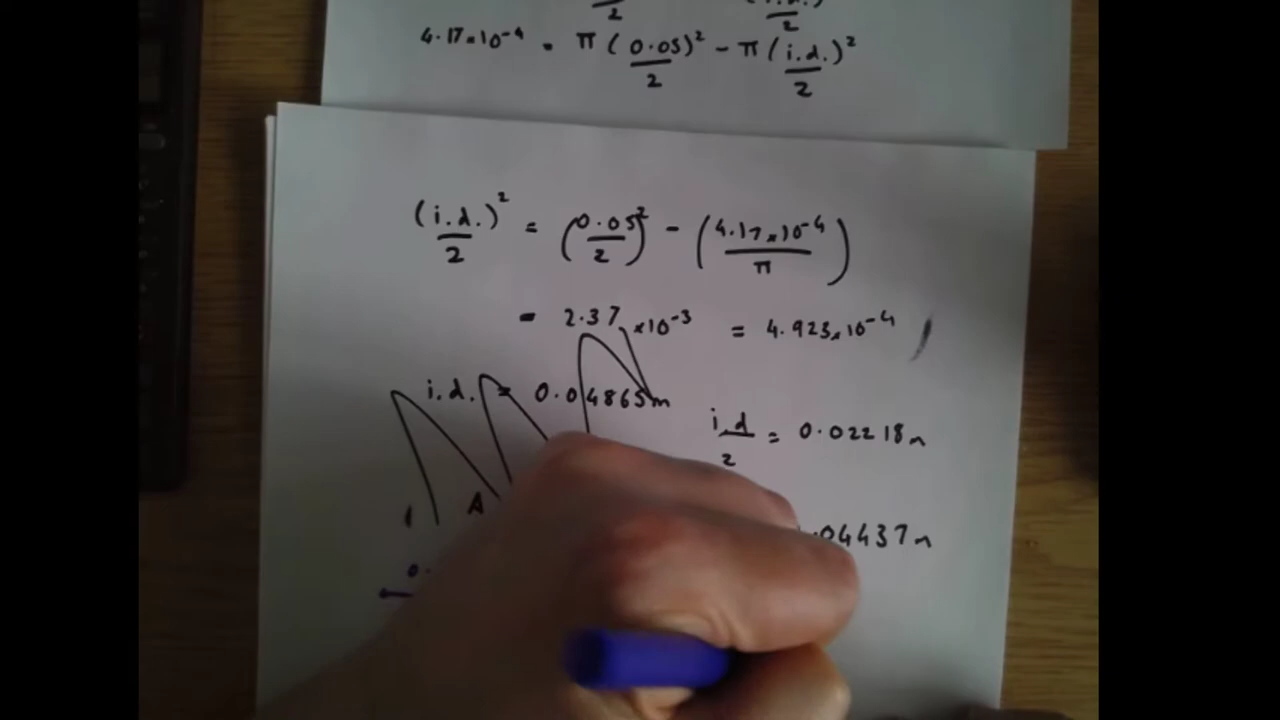 4.17×10⁻⁴ = π(0.05/2)² − π(i.d./2)²
(i.d./2)² = (0.05/2)² − (4.17×10⁻⁴/π)
= 2.37×10⁻³ = 4.923×10⁻⁴
i.d. = 0.04865m
i.d/2 = 0.02218m
.04437m
A